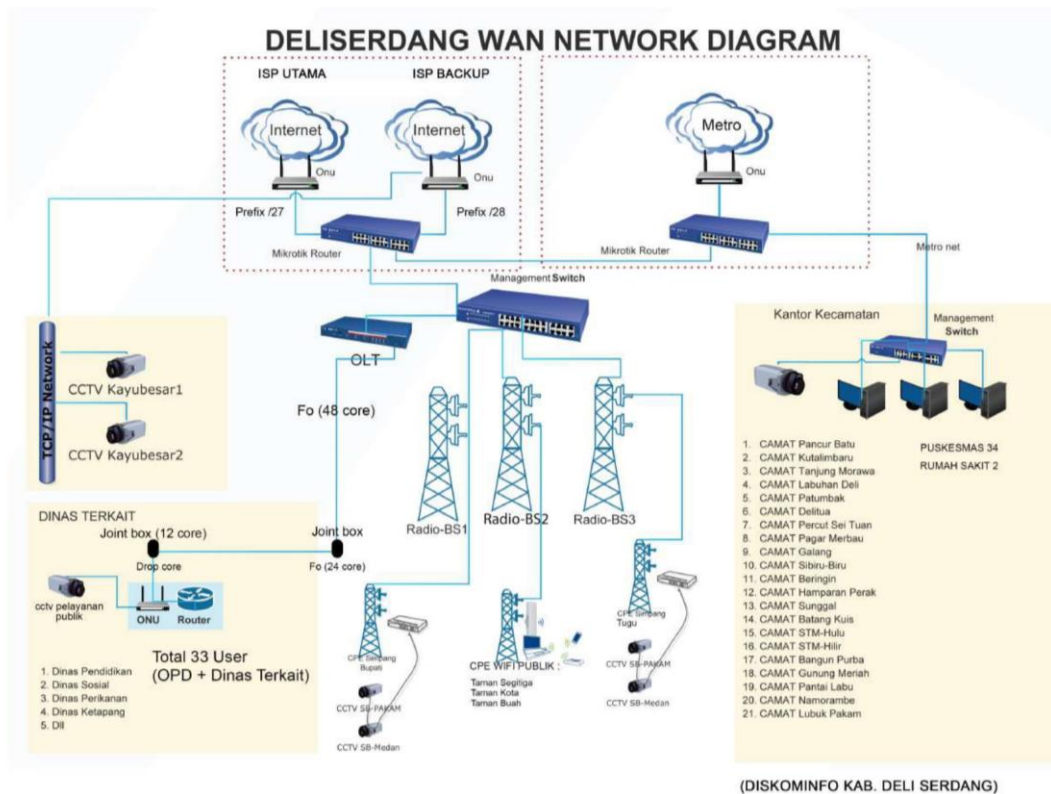 DELISERDANG WAN NETWORK DIAGRAM
ISP UTAMA
ISP BACKUP
Internet
Internet
Metro
Onu
Onu
Onu
Prefix /27
Prefix /28
Mikrotik Router
Mikrotik Router
Metro net
Management Switch
OLT
Fo (48 core)
TCP/IP Network
CCTV Kayubesar1
CCTV Kayubesar2
Radio-BS1
Radio-BS2
Radio-BS3
Kantor Kecamatan
Management
Switch
1. CAMAT Pancur Batu
2. CAMAT Kutalimbaru
3. CAMAT Tanjung Morawa
4. CAMAT Labuhan Deli
5. CAMAT Patumbak
6. CAMAT Delitua
7. CAMAT Percut Sei Tuan
8. CAMAT Pagar Merbau
9. CAMAT Galang
10. CAMAT Sibiru-Biru
11. CAMAT Beringin
12. CAMAT Hamparan Perak
13. CAMAT Sunggal
14. CAMAT Batang Kuis
15. CAMAT STM-Hulu
16. CAMAT STM-Hilir
17. CAMAT Bangun Purba
18. CAMAT Gunung Meriah
19. CAMAT Pantai Labu
20. CAMAT Namorambe
21. CAMAT Lubuk Pakam
PUSKESMAS 34
RUMAH SAKIT 2
DINAS TERKAIT
Joint box (12 core)
Drop core
Joint box
Fo (24 core)
cctv pelayanan
publik
ONU
Router
Total 33 User
(OPD + Dinas Terkait)
1. Dinas Pendidikan
2. Dinas Sosial
3. Dinas Perikanan
4. Dinas Ketapang
5. Dll
CPE Simpang
Bupati
CCTV SB-PAKAM
CCTV SB-Medan
CPE WIFI PUBLIK :
Taman Segitiga
Taman Kota
Taman Buah
CPE Simpang
Tugu
CCTV SB-PAKAM
CCTV SB-Medan
(DISKOMINFO KAB. DELI SERDANG)